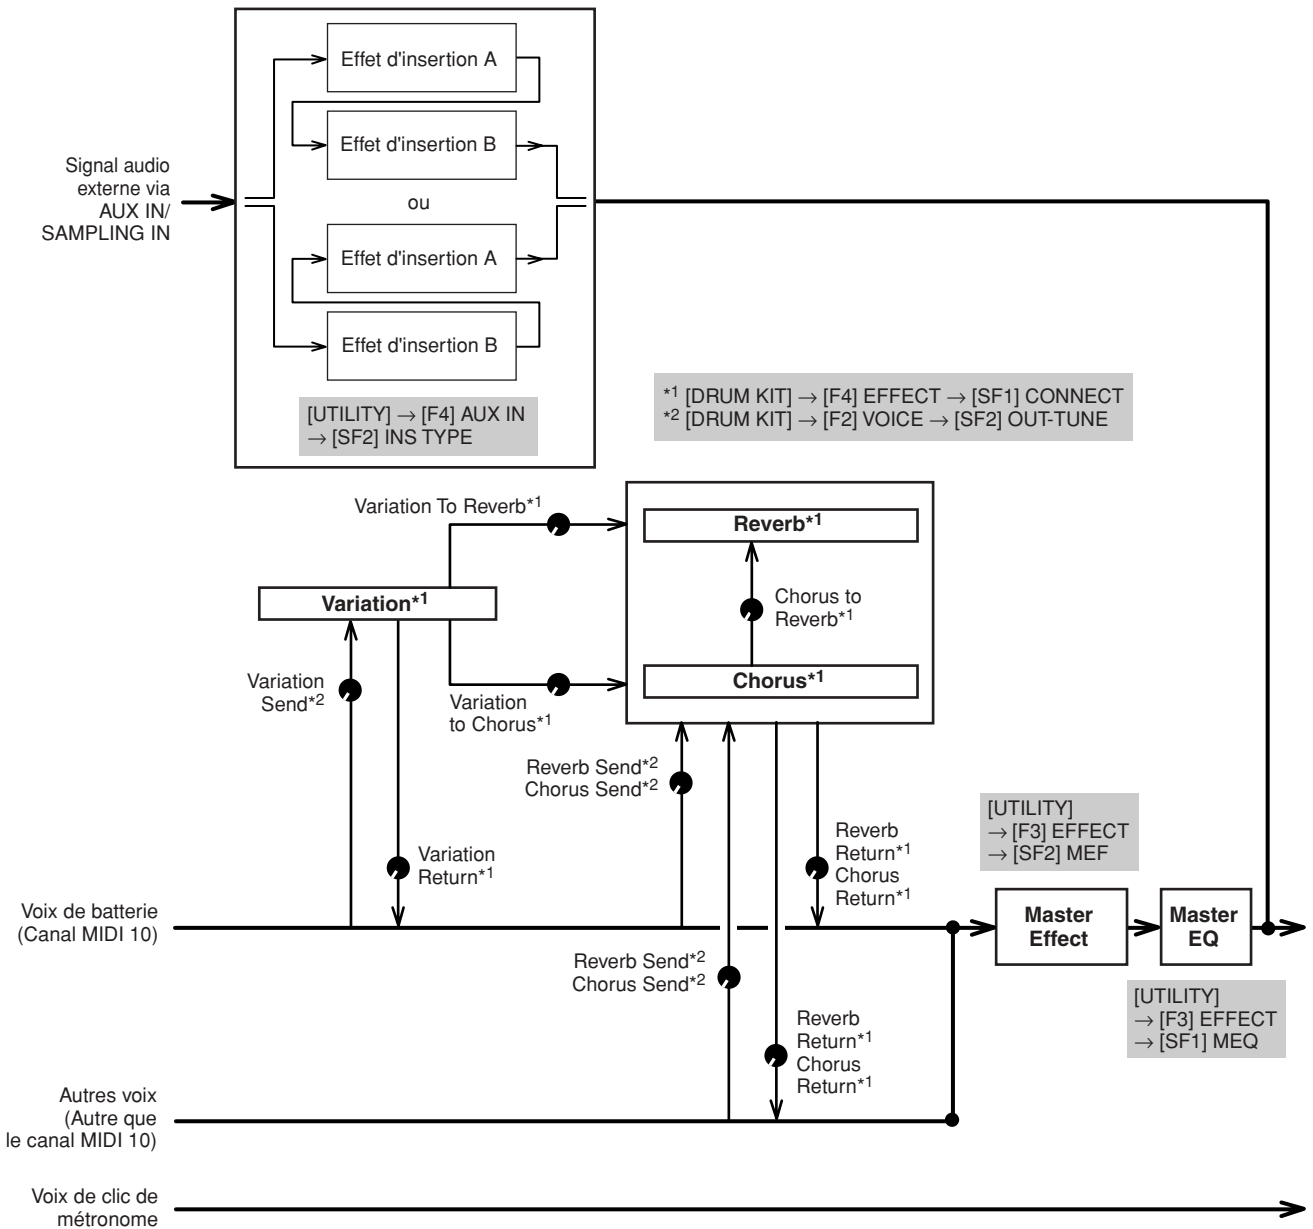 Effet d'insertion A
Effet d'insertion B
Signal audio
externe via
AUX IN/
SAMPLING IN
ou
Effet d'insertion A
Effet d'insertion B
[UTILITY] → [F4] AUX IN
→ [SF2] INS TYPE
*1 [DRUM KIT] → [F4] EFFECT → [SF1] CONNECT
*2 [DRUM KIT] → [F2] VOICE → [SF2] OUT-TUNE
Variation To Reverb*1
Reverb*1
Variation*1
Chorus to
Reverb*1
Variation
Send*2
Chorus*1
Variation
to Chorus*1
Reverb Send*2
Chorus Send*2
[UTILITY]
→ [F3] EFFECT
→ [SF2] MEF
Variation
Return*1
Reverb
Return*1
Chorus
Return*1
Voix de batterie
(Canal MIDI 10)
Master
Effect
Master
EQ
Reverb Send*2
Chorus Send*2
[UTILITY]
→ [F3] EFFECT
→ [SF1] MEQ
Reverb
Return*1
Chorus
Return*1
Autres voix
(Autre que
le canal MIDI 10)
Voix de clic de
métronome